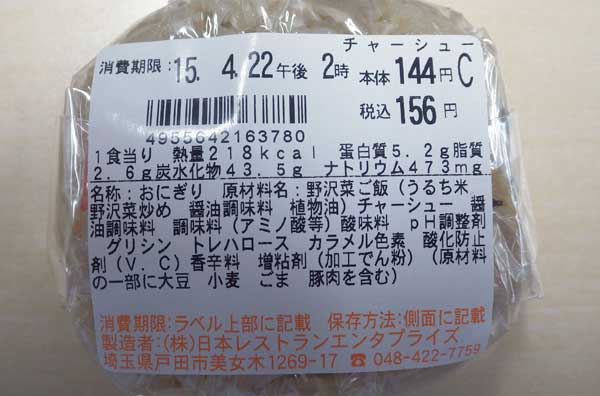 チャーシュー
消費期限:15. 4.22午後 2時 本体144円C
税込156円
4955642163780
1食当り 熱量218kcal 蛋白質5.2g脂質
2.6g炭水化物43.5g ナトリウム473mg
名称:おにぎり 原材料名:野沢菜ご飯(うるち米
野沢菜炒め 醤油調味料 植物油)チャーシュー 醤
油調味料 調味料(アミノ酸等)酸味料 pH調整剤
グリシン トレハロース カラメル色素 酸化防止
剤(V.C)香辛料 増粘剤(加工でん粉)(原材料
の一部に大豆 小麦 ごま 豚肉を含む)
消費期限:ラベル上部に記載 保存方法:側面に記載
製造者:(株)日本レストランエンタプライズ
埼玉県戸田市美女木1269-17 ☎048-422-7759